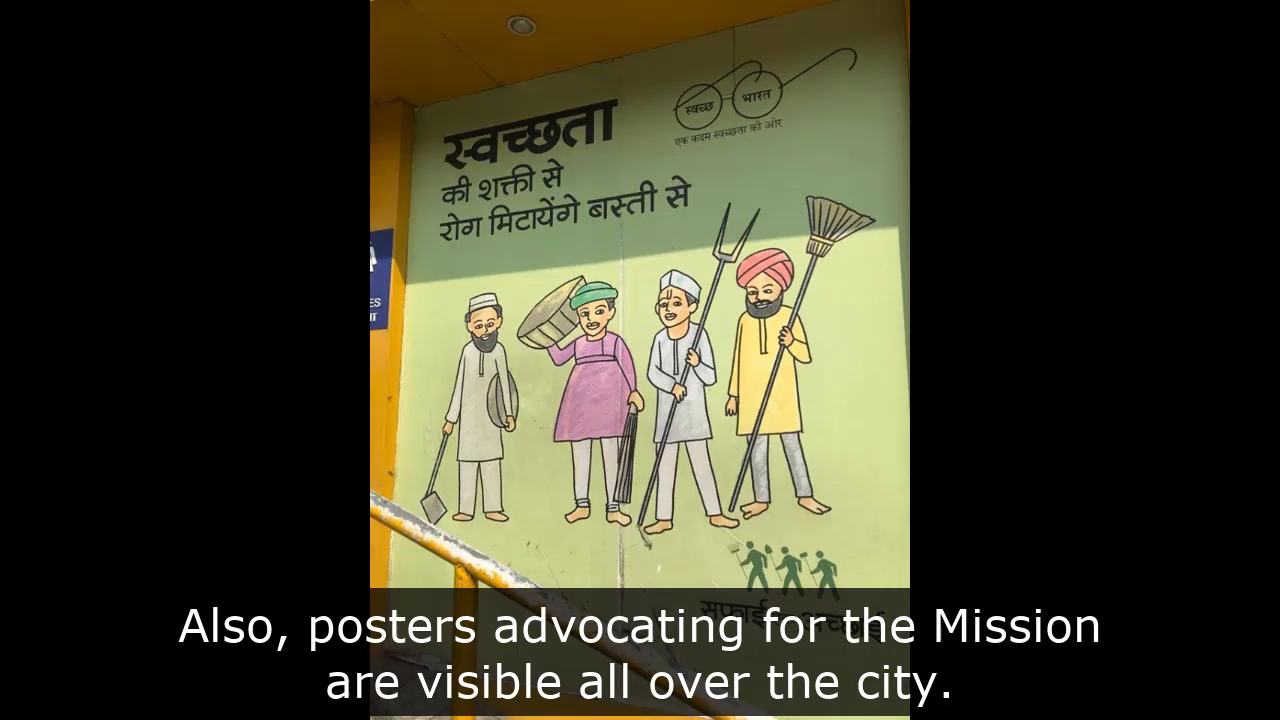 स्वच्छ भारत
एक कदम स्वच्छता की ओर
स्वच्छता
की शक्ती से
रोग मिटायेंगे बस्ती से
ES
Also, posters advocating for the Mission
are visible all over the city.